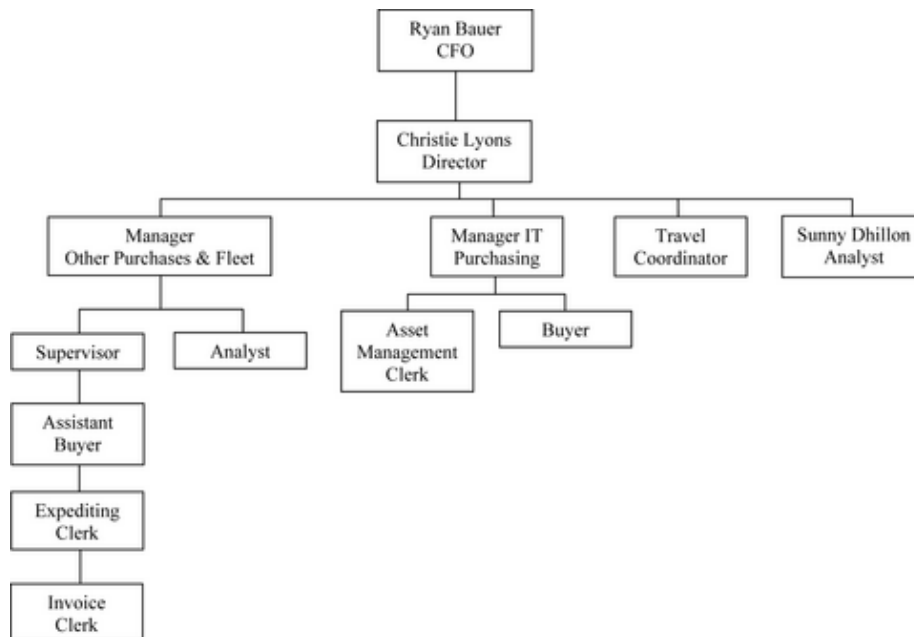 Ryan Bauer
CFO
Christie Lyons
Director
Manager
Other Purchases & Fleet
Manager IT
Purchasing
Travel
Coordinator
Sunny Dhillon
Analyst
Supervisor
Analyst
Asset
Management
Clerk
Buyer
Assistant
Buyer
Expediting
Clerk
Invoice
Clerk